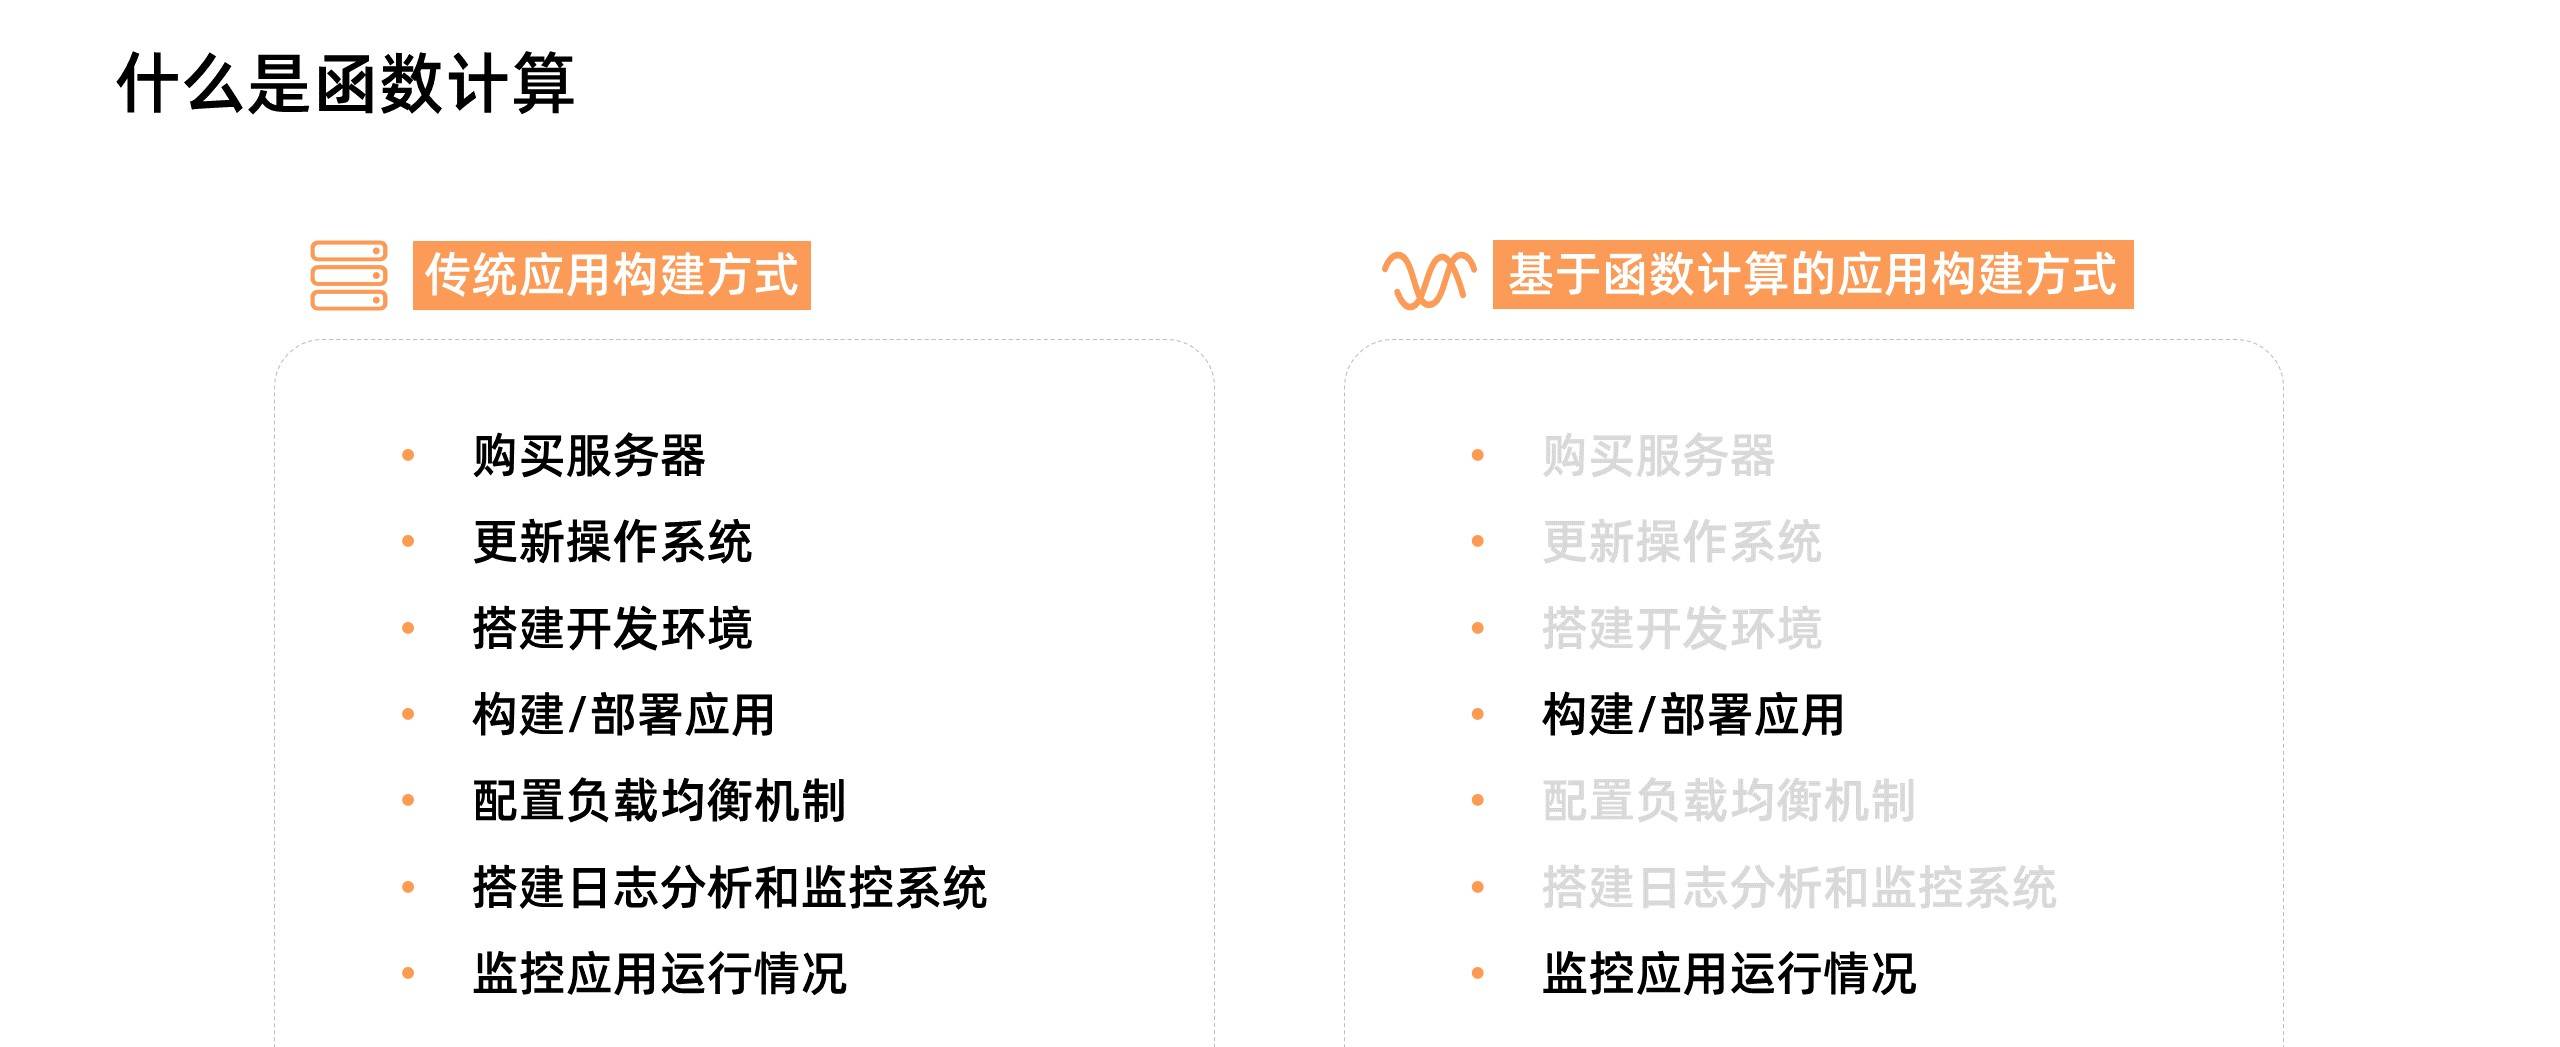 什么是函数计算
传统应用构建方式
购买服务器
更新操作系统
搭建开发环境
构建/部署应用
配置负载均衡机制
搭建日志分析和监控系统
监控应用运行情况
基于函数计算的应用构建方式
购买服务器
更新操作系统
搭建开发环境
构建/部署应用
配置负载均衡机制
搭建日志分析和监控系统
监控应用运行情况